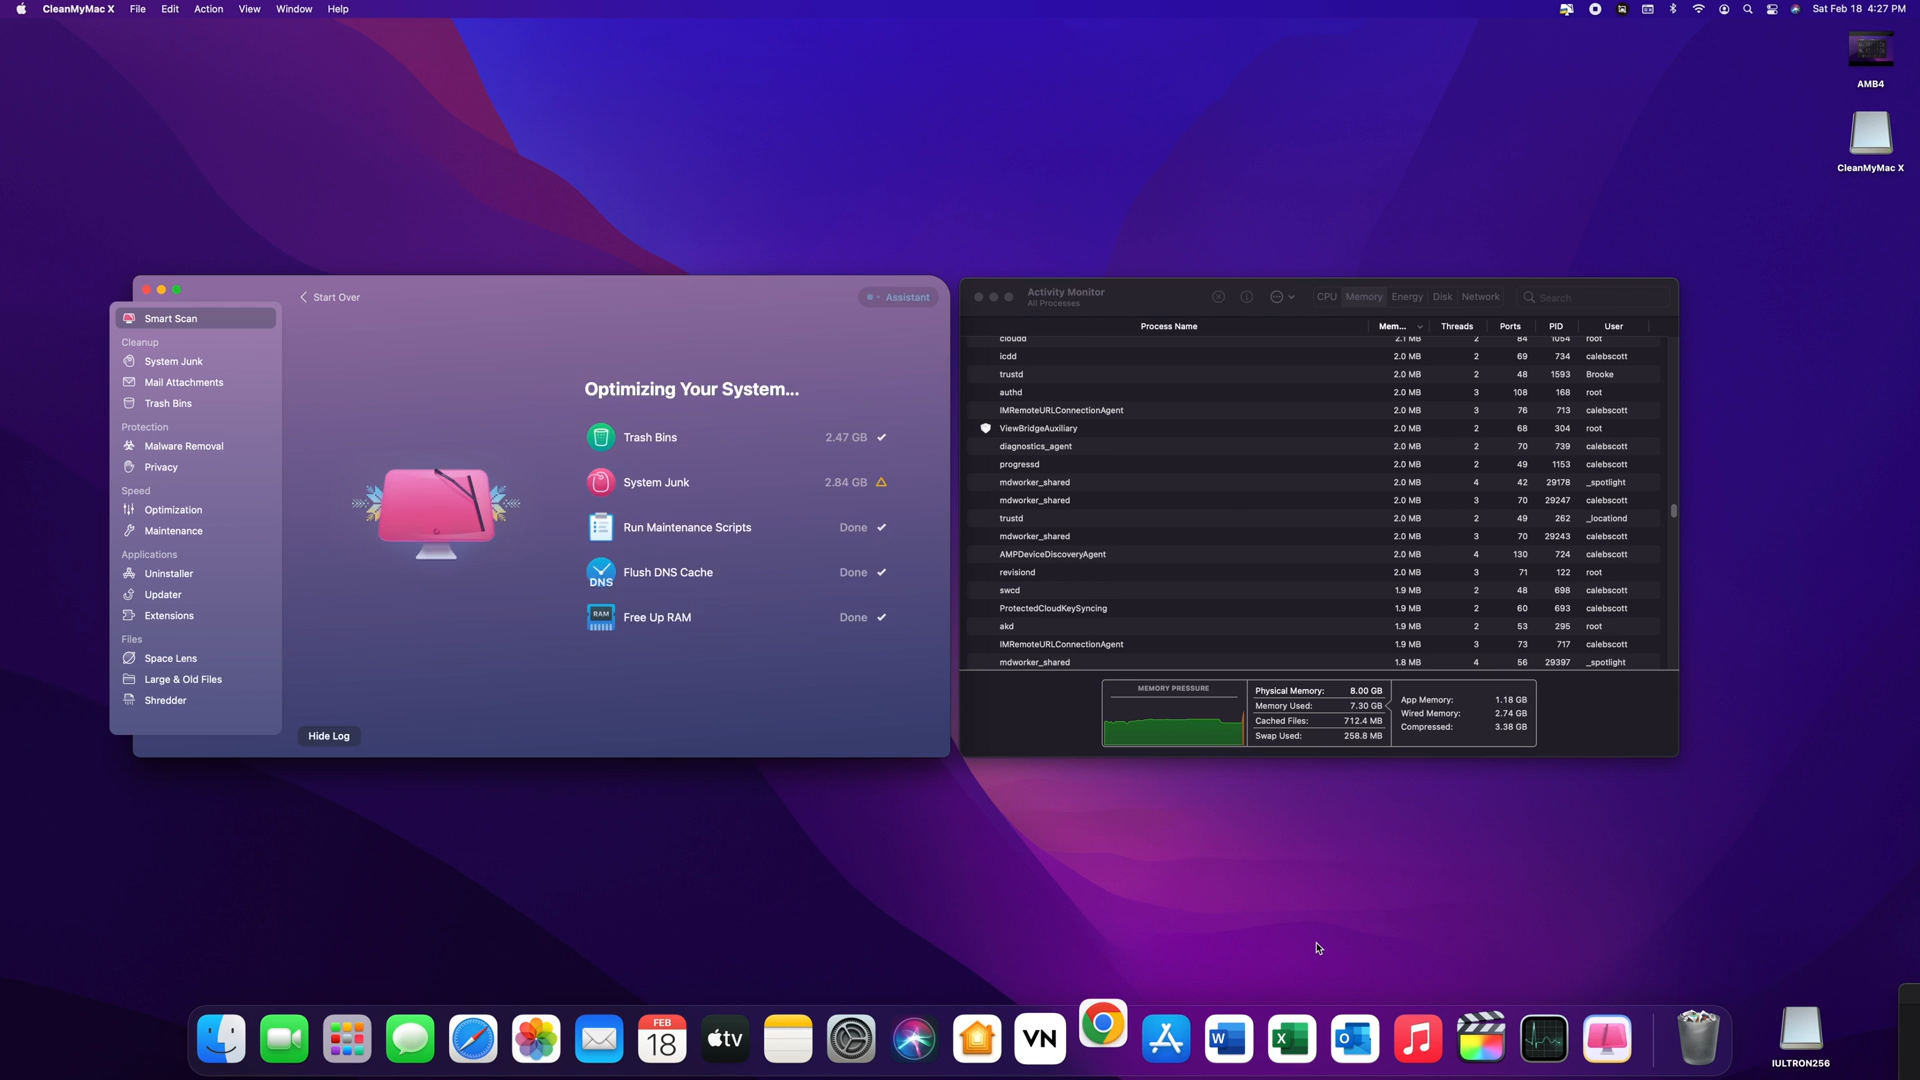 CleanMyMac X File Edit Action View Window Help
Sat Feb 18 4:27 PM
AMB4
CleanMyMac X
Start Over
Assistant
Smart Scan
Cleanup
System Junk
Mail Attachments
Trash Bins
Protection
Malware Removal
Privacy
Speed
Optimization
Maintenance
Applications
Uninstaller
Updater
Extensions
Files
Space Lens
Large & Old Files
Shredder
Optimizing Your System...
Trash Bins 2.47 GB
System Junk 2.84 GB
Run Maintenance Scripts Done
DNS Flush DNS Cache Done
RAM Free Up RAM Done
Hide Log
Activity Monitor
All Processes
CPU Memory Energy Disk Network Search
Process Name Mem... Threads Ports PID User
cloudd 2.1 MB 2 84 1054 root
icdd 2.0 MB 2 69 734 calebscott
trustd 2.0 MB 2 48 1593 Brooke
authd 2.0 MB 3 108 168 root
IMRemoteURLConnectionAgent 2.0 MB 3 76 713 calebscott
ViewBridgeAuxiliary 2.0 MB 2 68 304 root
diagnostics_agent 2.0 MB 2 70 739 calebscott
progressd 2.0 MB 2 49 1153 calebscott
mdworker_shared 2.0 MB 4 42 29178 _spotlight
mdworker_shared 2.0 MB 3 70 29247 calebscott
trustd 2.0 MB 2 49 262 _locationd
mdworker_shared 2.0 MB 3 70 29243 calebscott
AMPDeviceDiscoveryAgent 2.0 MB 4 130 724 calebscott
revisiond 2.0 MB 3 71 122 root
swcd 1.9 MB 2 48 698 calebscott
ProtectedCloudKeySyncing 1.9 MB 2 60 693 calebscott
akd 1.9 MB 2 53 295 root
IMRemoteURLConnectionAgent 1.9 MB 3 73 717 calebscott
mdworker_shared 1.8 MB 4 56 29397 _spotlight
MEMORY PRESSURE
Physical Memory: 8.00 GB
Memory Used: 7.30 GB
Cached Files: 712.4 MB
Swap Used: 258.8 MB
App Memory: 1.18 GB
Wired Memory: 2.74 GB
Compressed: 3.38 GB
FEB
18
tv
VN
W
X
O
IULTRON256